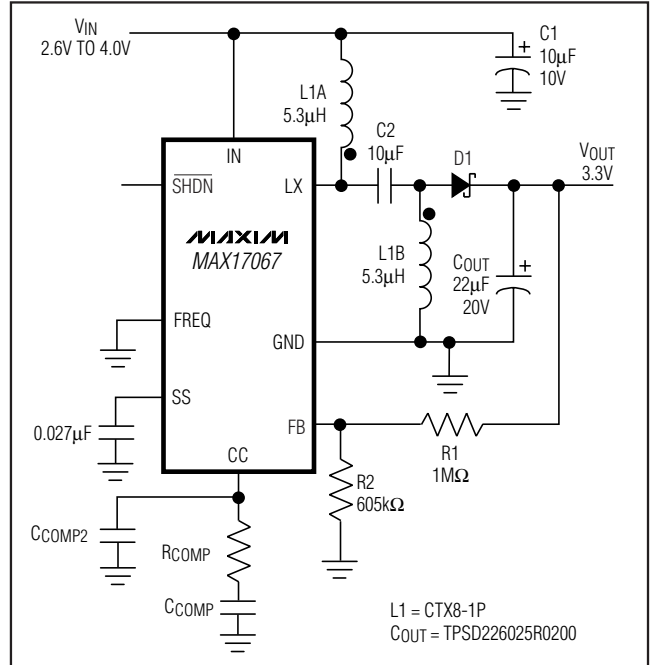 VIN
2.6V TO 4.0V
C1
10µF
10V
+
L1A
5.3µH
C2
10µF
D1
VOUT
3.3V
IN
SHDN
LX
MAXIM
MAX17067
L1B
5.3µH
COUT
22µF
20V
+
FREQ
GND
SS
0.027µF
FB
R1
1MΩ
CC
R2
605kΩ
CCOMP2
RCOMP
CCOMP
L1 = CTX8-1P
COUT = TPSD226025R0200